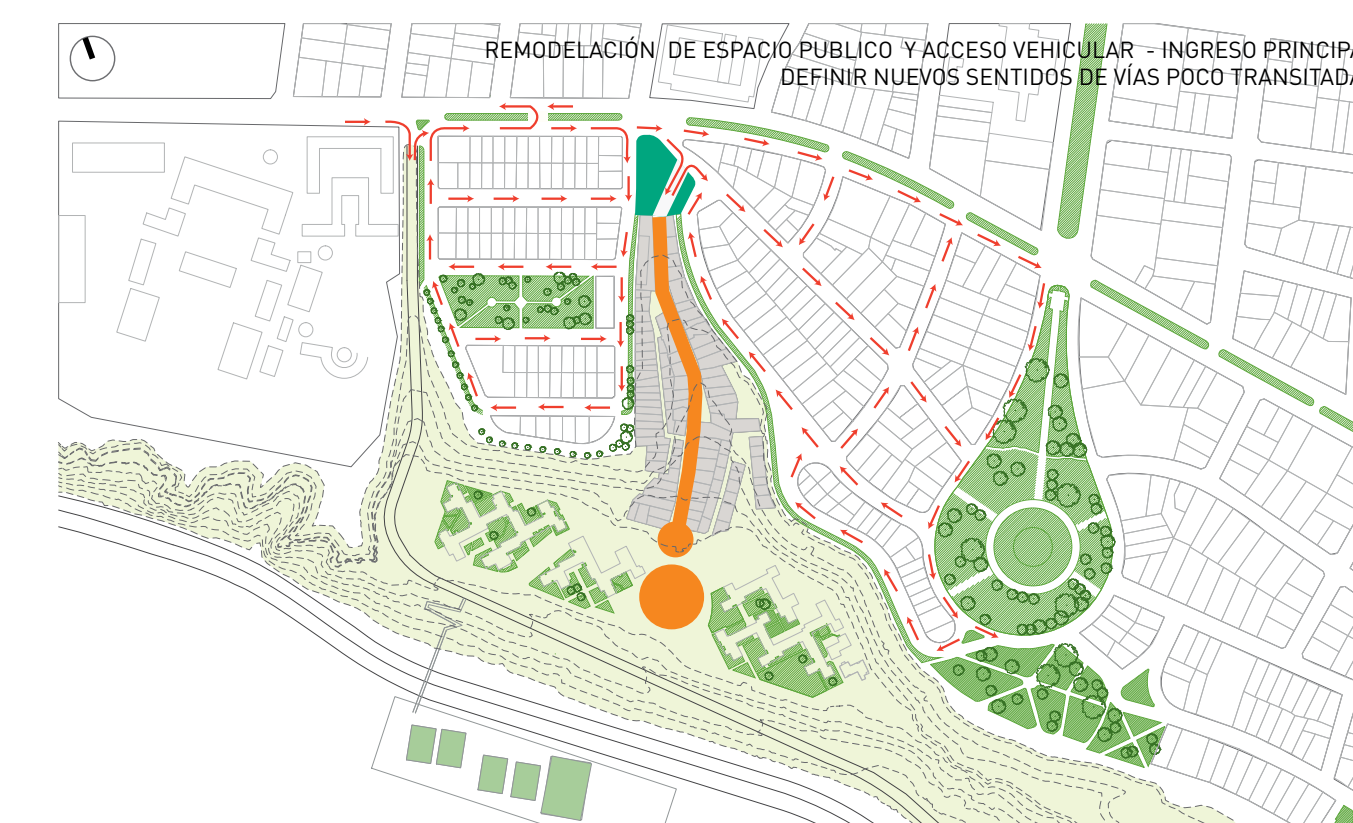 REMODELACIÓN DE ESPACIO PUBLICO Y ACCESO VEHICULAR - INGRESO PRINCIPA
DEFINIR NUEVOS SENTIDOS DE VÍAS POCO TRANSITADA